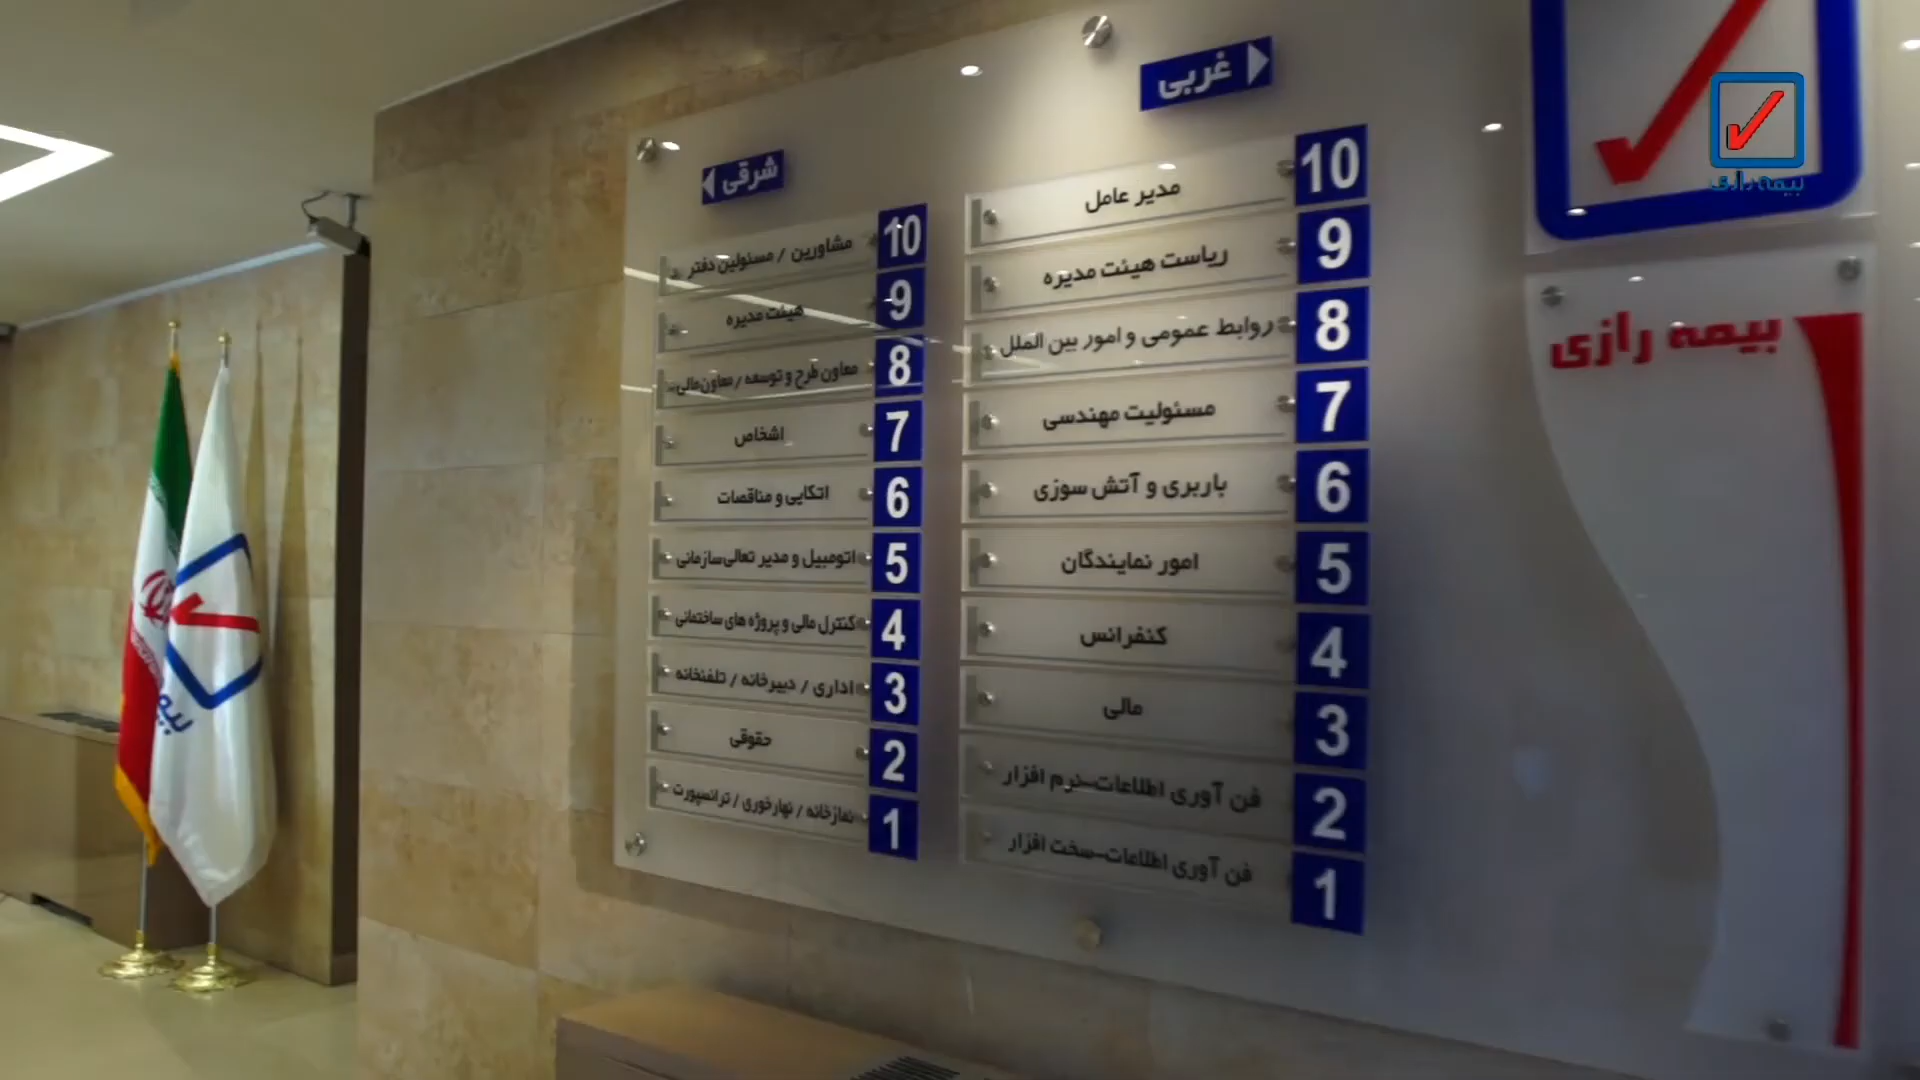 بیمه رازی
بیمه رازی
غربی
10 مدیر عامل
9 ریاست هیئت مدیره
8 روابط عمومی و امور بین الملل
7 مسئولیت مهندسی
6 باربری و آتش سوزی
5 امور نمایندگان
4 کنفرانس
3 مالی
2 فن آوری اطلاعات-نرم افزار
1 فن آوری اطلاعات-سخت افزار
شرقی
10 مشاورین / مسئولین دفتر
9 هیئت مدیره
8 معاون طرح و توسعه / معاون مالی
7 اشخاص
6 اتکایی و مناقصات
5 اتومبیل و مدیر تعالی سازمانی
4 کنترل مالی و پروژه های ساختمانی
3 اداری / دبیرخانه / تلفنخانه
2 حقوقی
1 نمازخانه / نهارخوری / ترانسپورت